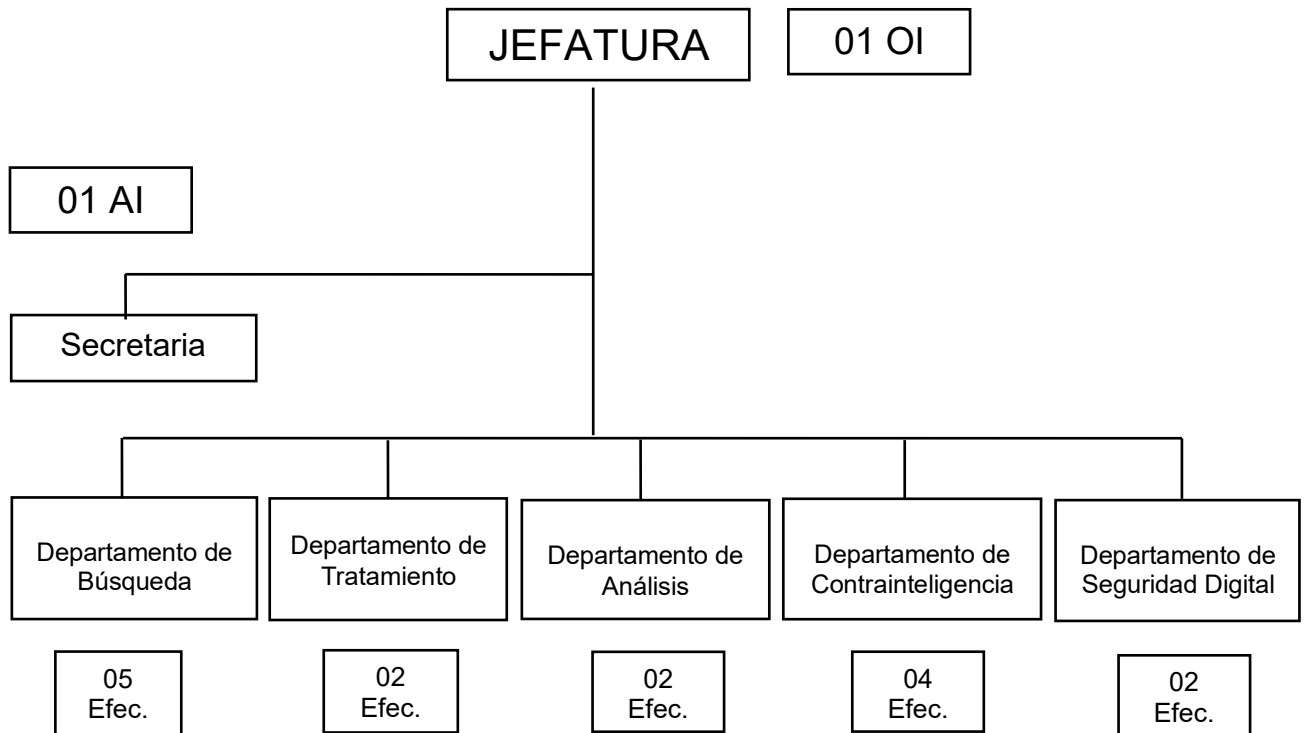 JEFATURA
01 OI
01 AI
Secretaria
Departamento de
Búsqueda
Departamento de
Tratamiento
Departamento de
Análisis
Departamento de
Contrainteligencia
Departamento de
Seguridad Digital
05
Efec.
02
Efec.
02
Efec.
04
Efec.
02
Efec.